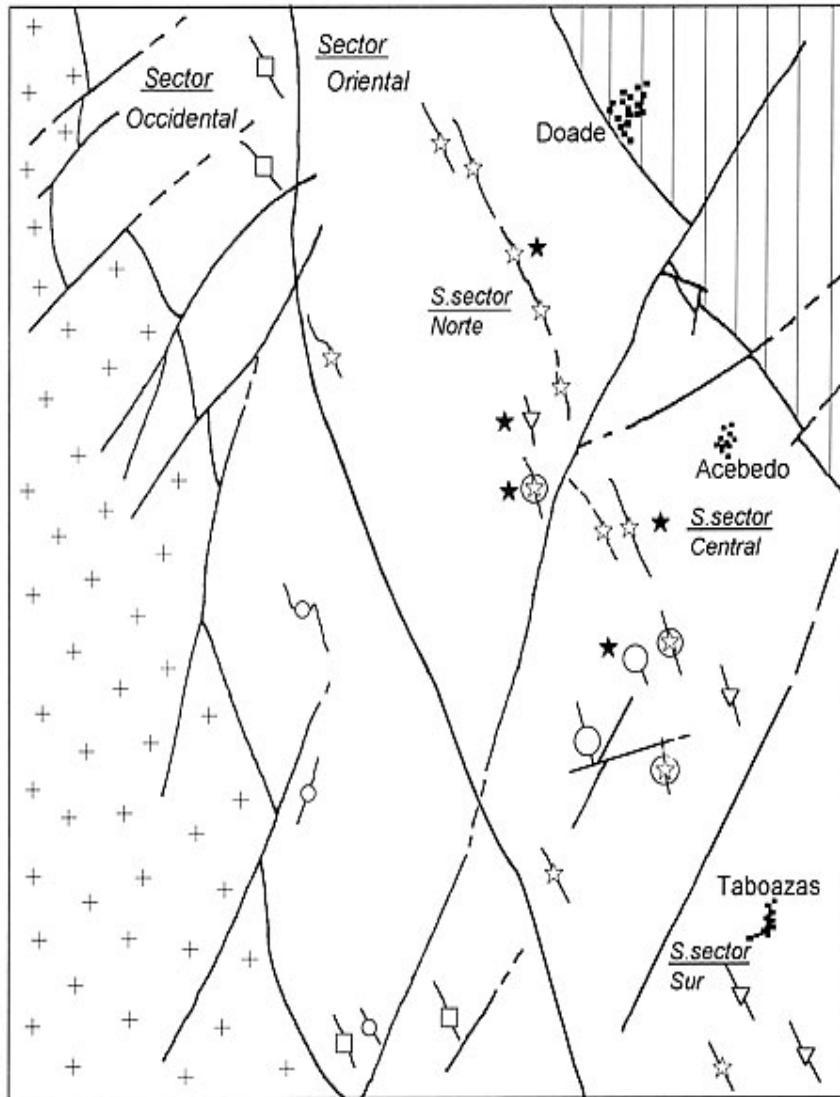 Sector
Occidental
Sector
Oriental
Doade
S.sector
Norte
Acebedo
S.sector
Central
Taboazas
S.sector
Sur